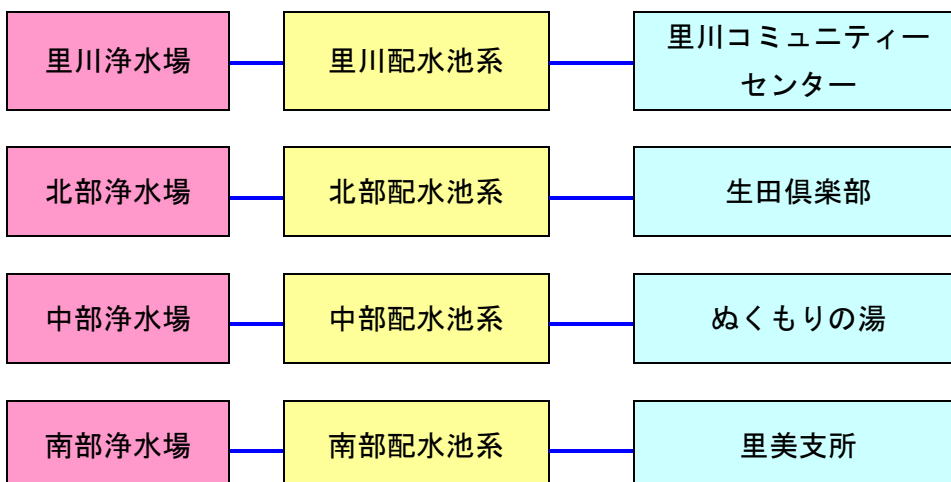 里川浄水場
里川配水池系
里川コミュニティー
センター
北部浄水場
北部配水池系
生田倶楽部
中部浄水場
中部配水池系
ぬくもりの湯
南部浄水場
南部配水池系
里美支所